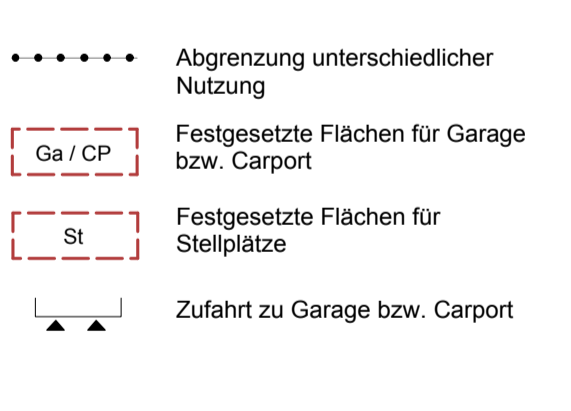 Abgrenzung unterschiedlicher
Nutzung
Ga / CP
Festgesetzte Flächen für Garage
bzw. Carport
St
Festgesetzte Flächen für
Stellplätze
Zufahrt zu Garage bzw. Carport